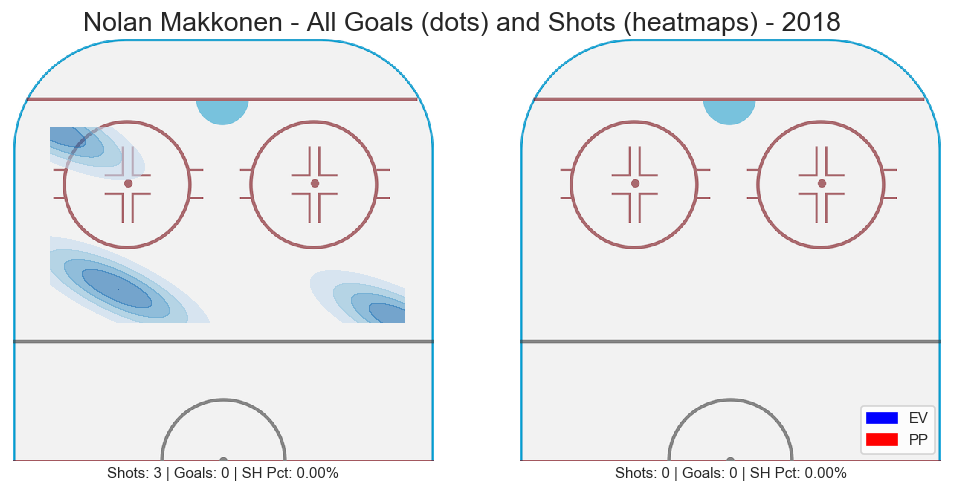 Nolan Makkonen - All Goals (dots) and Shots (heatmaps) - 2018
EV
PP
Shots: 3 | Goals: 0 | SH Pct: 0.00%
Shots: 0 | Goals: 0 | SH Pct: 0.00%